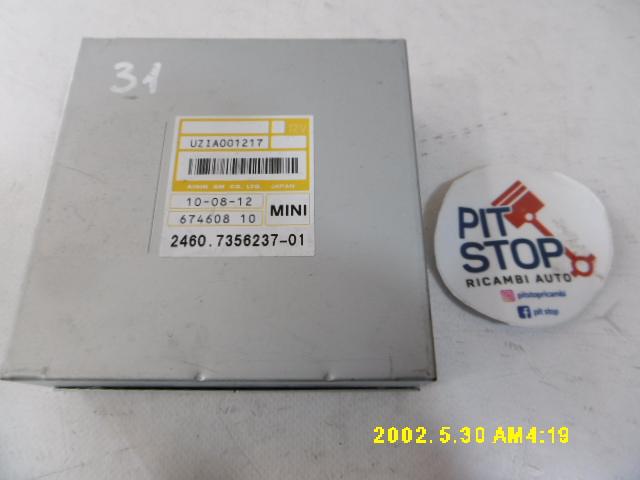 31
12V
UZIA001217
AISIN AW CO., LTD. JAPAN
10-08-12
674608 10
MINI
2460.7356237-01
PIT
STOP
RICAMBI AUTO
pitstopricambi
pit stop
2002. 5.30 AM4:19